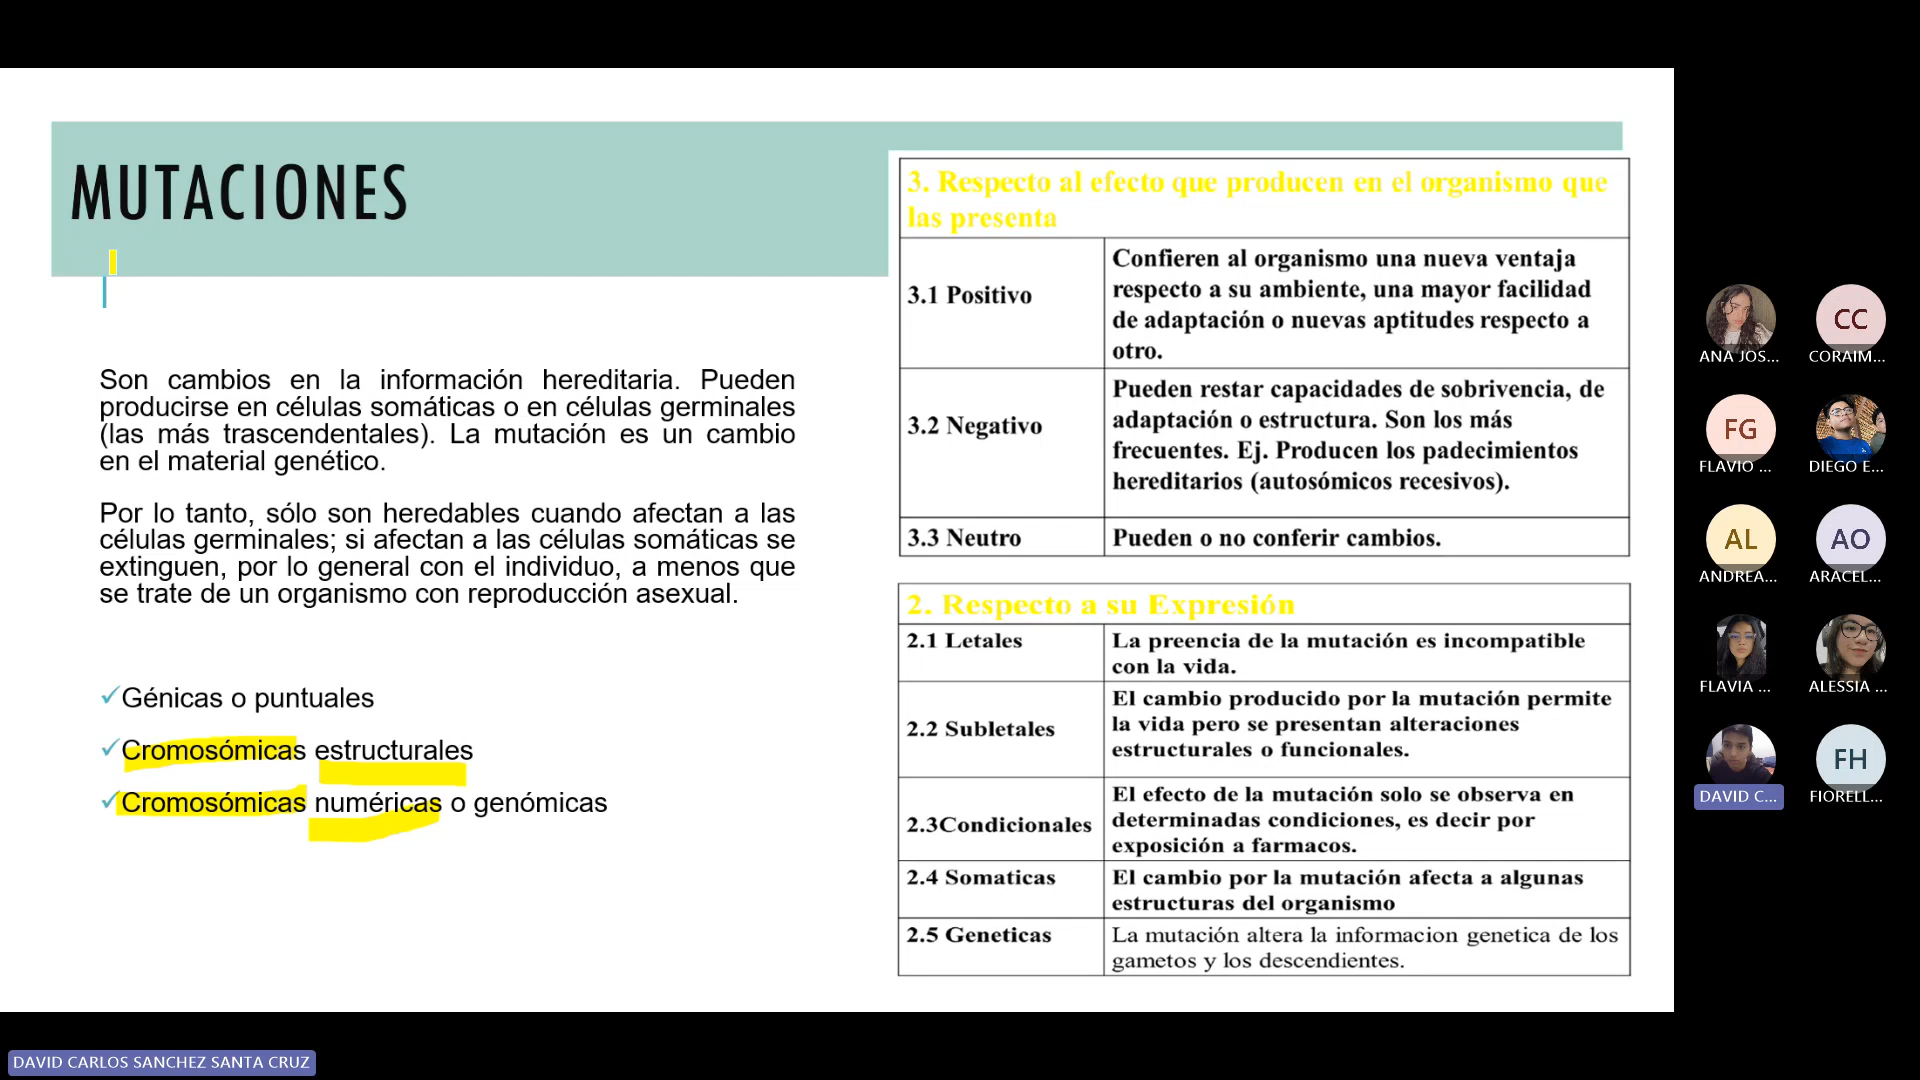 MUTACIONES
Son cambios en la información hereditaria. Pueden
producirse en células somáticas o en células germinales
(las más trascendentales). La mutación es un cambio
en el material genético.
Por lo tanto, sólo son heredables cuando afectan a las
células germinales; si afectan a las células somáticas se
extinguen, por lo general con el individuo, a menos que
se trate de un organismo con reproducción asexual.
✓Génicas o puntuales
✓Cromosómicas estructurales
✓Cromosómicas numéricas o genómicas
3. Respecto al efecto que producen en el organismo que
las presenta
3.1 Positivo
Confieren al organismo una nueva ventaja
respecto a su ambiente, una mayor facilidad
de adaptación o nuevas aptitudes respecto a
otro.
3.2 Negativo
Pueden restar capacidades de sobrivencia, de
adaptación o estructura. Son los más
frecuentes. Ej. Producen los padecimientos
hereditarios (autosómicos recesivos).
3.3 Neutro
Pueden o no conferir cambios.
2. Respecto a su Expresión
2.1 Letales
La preencia de la mutación es incompatible
con la vida.
2.2 Subletales
El cambio producido por la mutación permite
la vida pero se presentan alteraciones
estructurales o funcionales.
2.3Condicionales
El efecto de la mutación solo se observa en
determinadas condiciones, es decir por
exposición a farmacos.
2.4 Somaticas
El cambio por la mutación afecta a algunas
estructuras del organismo
2.5 Geneticas
La mutación altera la informacion genetica de los
gametos y los descendientes.
ANA JOS...
CC
CORAIM...
FG
FLAVIO ...
DIEGO E...
AL
ANDREA...
AO
ARACEL...
FLAVIA ...
ALESSIA ...
DAVID C...
FH
FIORELL...
DAVID CARLOS SANCHEZ SANTA CRUZ